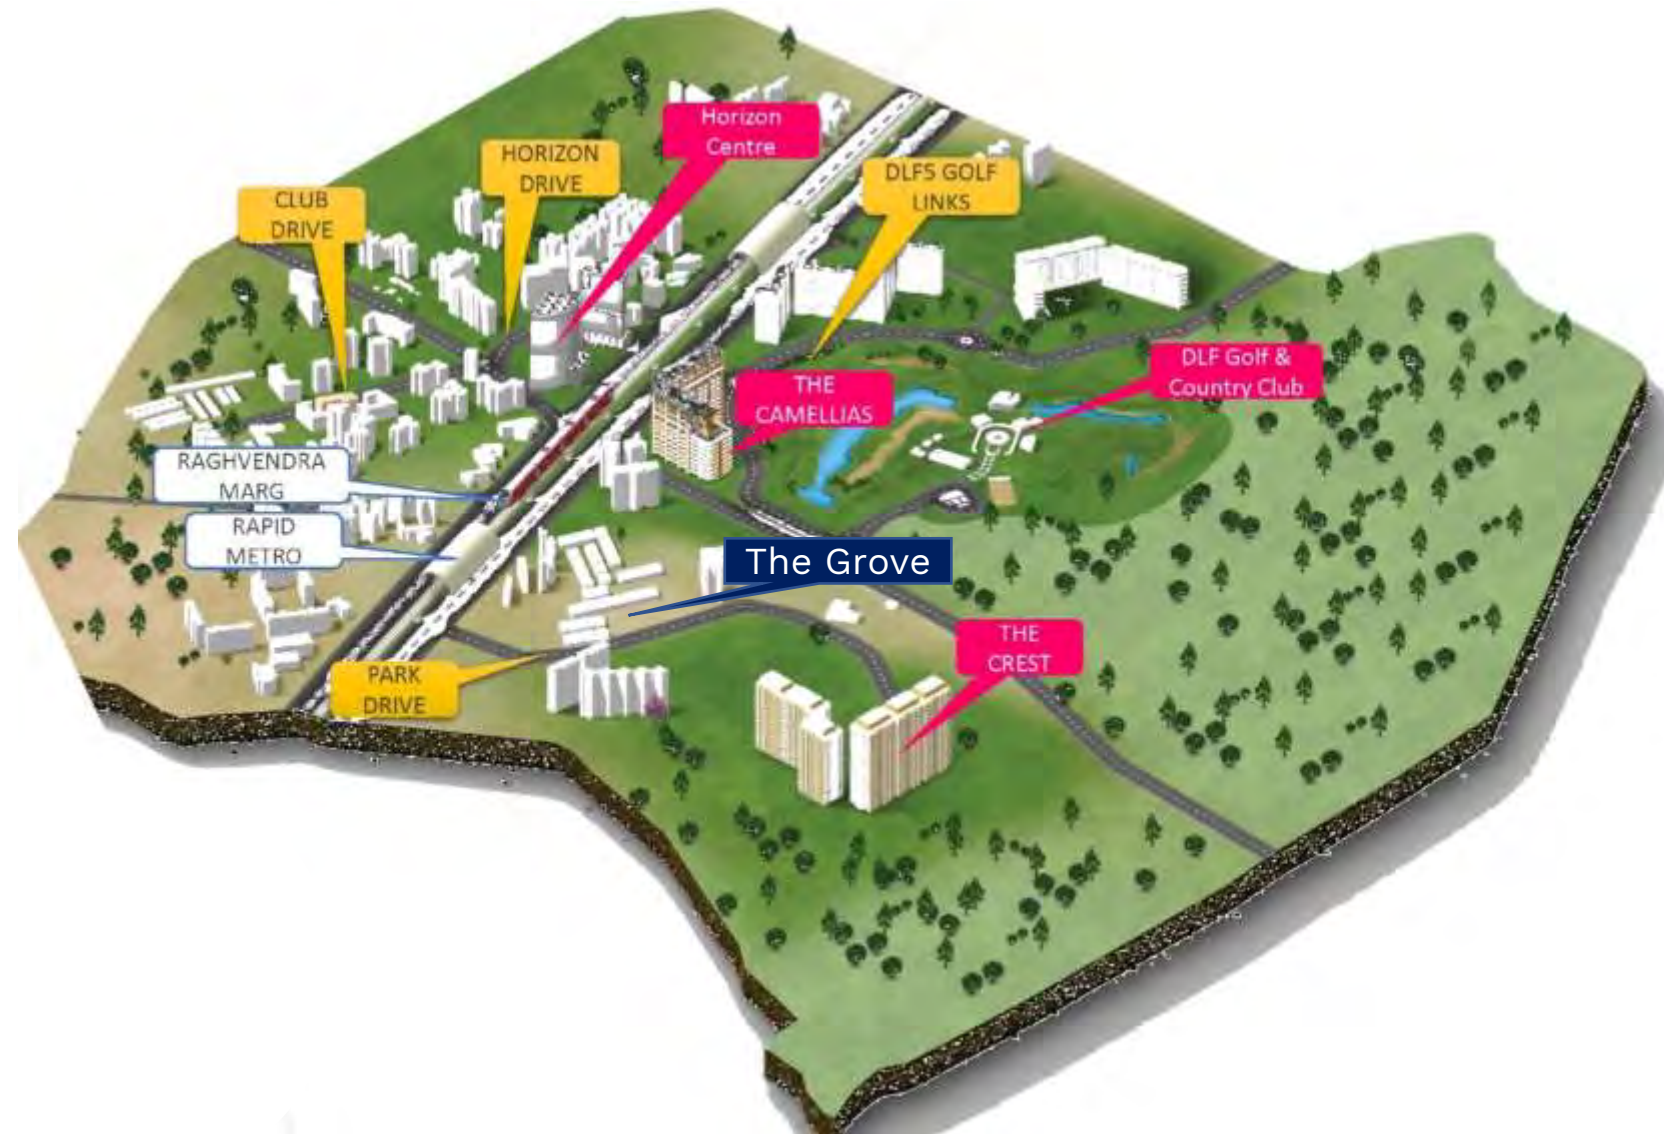 Horizon
Centre
HORIZON
DRIVE
DLF5 GOLF
LINKS
CLUB
DRIVE
DLF Golf &
Country Club
THE
CAMELLIAS
RAGHVENDRA
MARG
RAPID
METRO
The Grove
THE
CREST
PARK
DRIVE